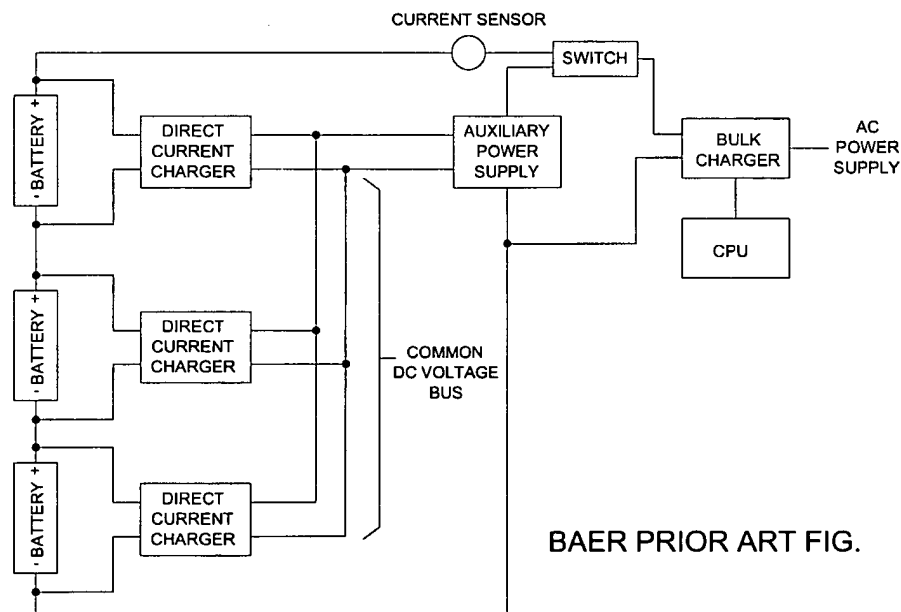 CURRENT SENSOR
SWITCH
- BATTERY +
DIRECT
CURRENT
CHARGER
AUXILIARY
POWER
SUPPLY
BULK
CHARGER
AC
POWER
SUPPLY
CPU
- BATTERY +
DIRECT
CURRENT
CHARGER
COMMON
DC VOLTAGE
BUS
- BATTERY +
DIRECT
CURRENT
CHARGER
BAER PRIOR ART FIG.